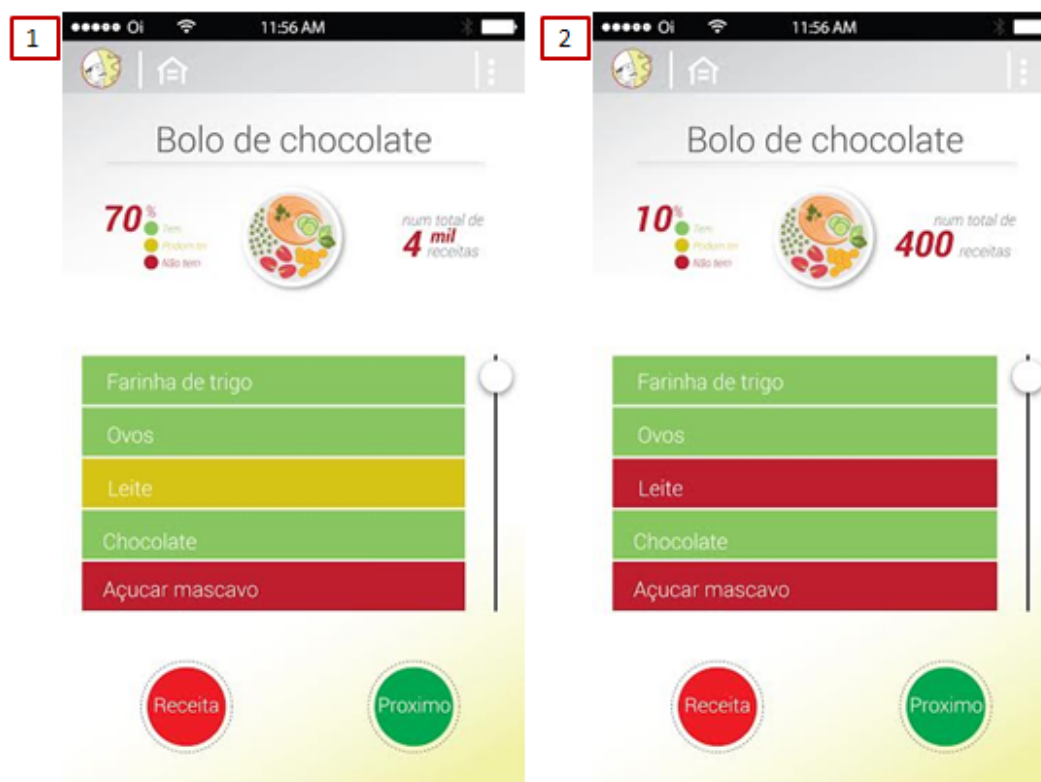 1
Oi 11:56 AM
Bolo de chocolate
70%
Tem
Podem ter
Não tem
num total de
4 mil
receitas
Farinha de trigo
Ovos
Leite
Chocolate
Açucar mascavo
Receita
Proximo
2
Oi 11:56 AM
Bolo de chocolate
10%
Tem
Podem ter
Não tem
num total de
400 receitas
Farinha de trigo
Ovos
Leite
Chocolate
Açucar mascavo
Receita
Proximo